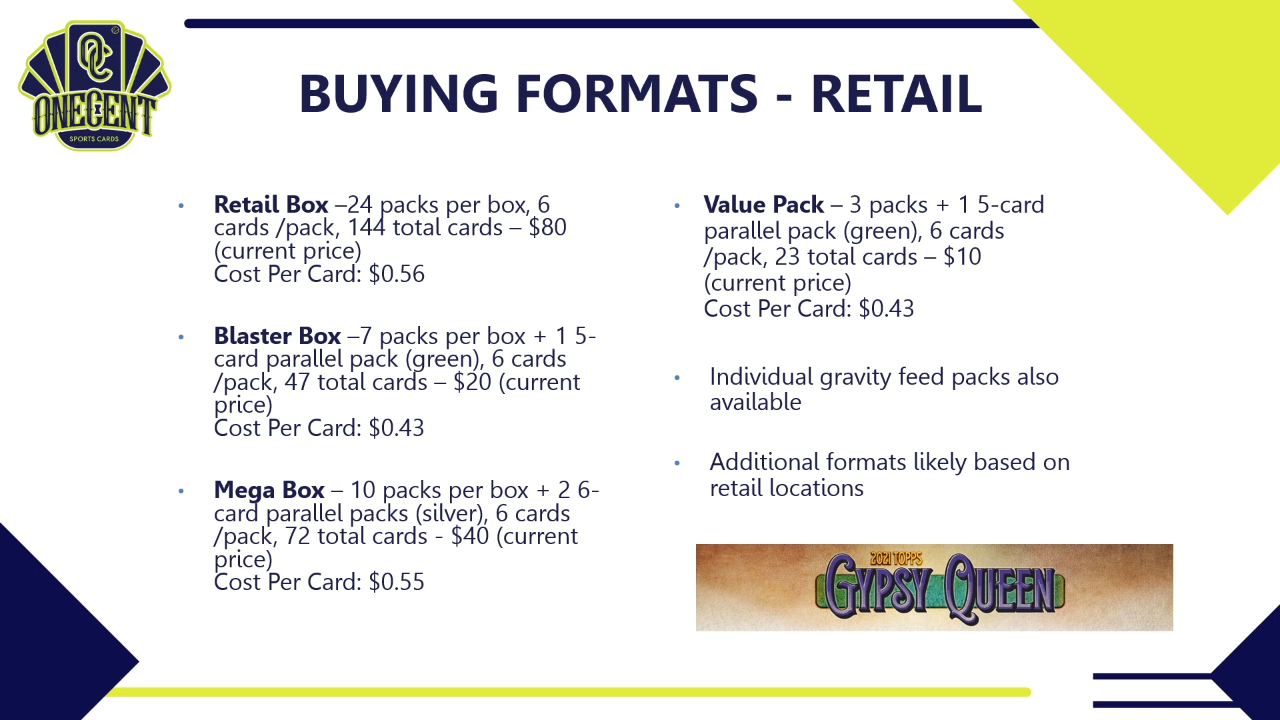 OC
ONECENT
SPORTS CARDS
BUYING FORMATS - RETAIL
• Retail Box –24 packs per box, 6
cards /pack, 144 total cards – $80
(current price)
Cost Per Card: $0.56
• Blaster Box –7 packs per box + 1 5-
card parallel pack (green), 6 cards
/pack, 47 total cards – $20 (current
price)
Cost Per Card: $0.43
• Mega Box – 10 packs per box + 2 6-
card parallel packs (silver), 6 cards
/pack, 72 total cards - $40 (current
price)
Cost Per Card: $0.55
• Value Pack – 3 packs + 1 5-card
parallel pack (green), 6 cards
/pack, 23 total cards – $10
(current price)
Cost Per Card: $0.43
• Individual gravity feed packs also
available
• Additional formats likely based on
retail locations
2021 TOPPS
GYPSY QUEEN